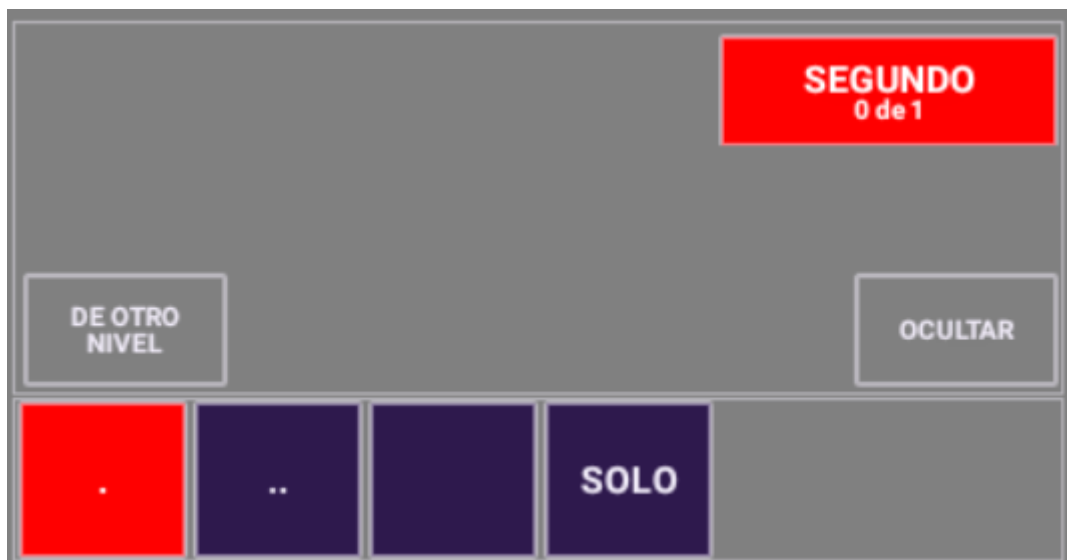 SEGUNDO
0 de 1
DE OTRO
NIVEL
OCULTAR
.
..
SOLO